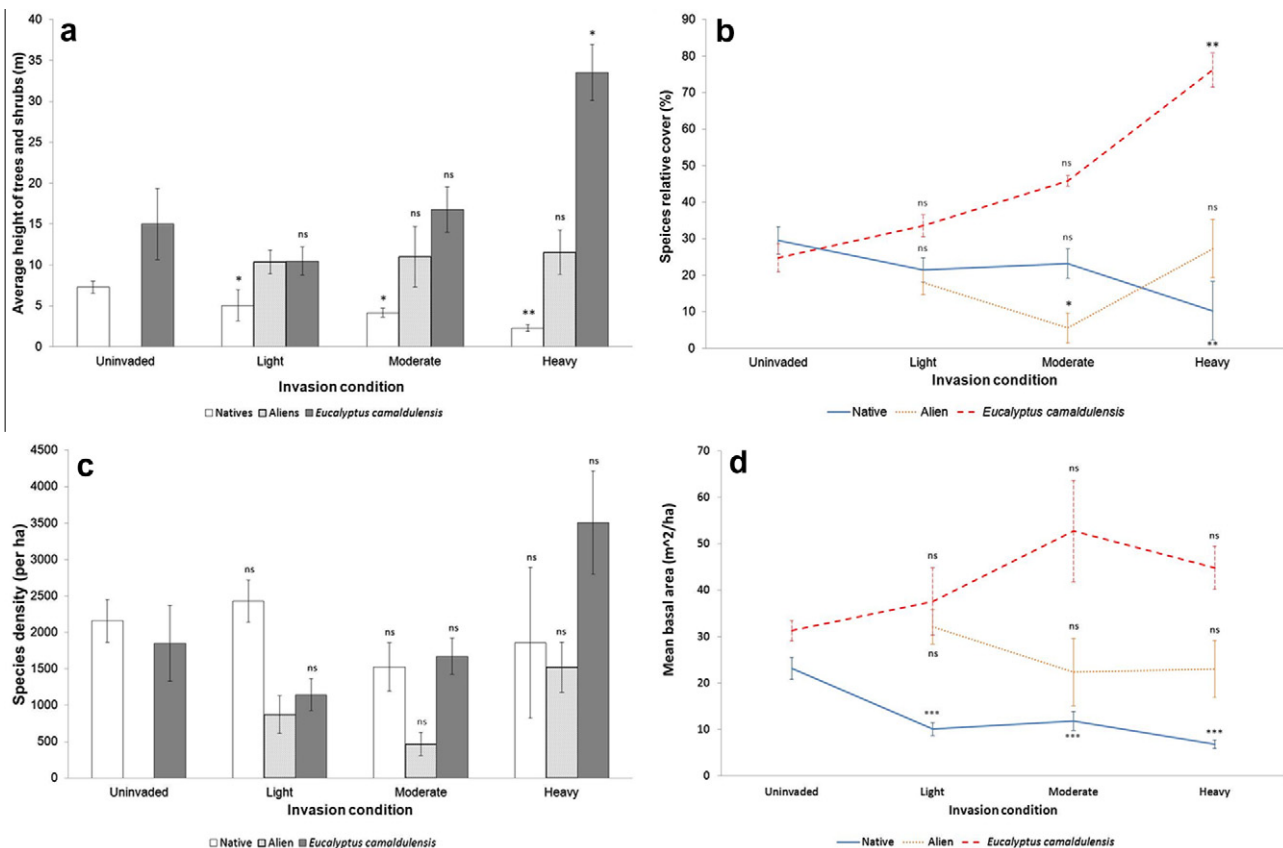 a
Average height of trees and shrubs (m)
40
35
30
25
20
15
10
5
0
* ns
* ns ns
** ns *
Uninvaded Light Moderate Heavy
Invasion condition
Natives Aliens Eucalyptus camaldulensis
b
Speices relative cover (%)
90
80
70
60
50
40
30
20
10
0
ns ns
ns ns *
** ns **
Uninvaded Light Moderate Heavy
Invasion condition
Native Alien Eucalyptus camaldulensis
c
Species density (per ha)
4500
4000
3500
3000
2500
2000
1500
1000
500
0
ns ns
ns ns ns
ns ns ns
Uninvaded Light Moderate Heavy
Invasion condition
Native Alien Eucalyptus camaldulensis
d
Mean basal area (m^2/ha)
70
60
50
40
30
20
10
0
ns ns ***
ns ns ***
ns ns ***
Uninvaded Light Moderate Heavy
Invasion condition
Native Alien Eucalyptus camaldulensis